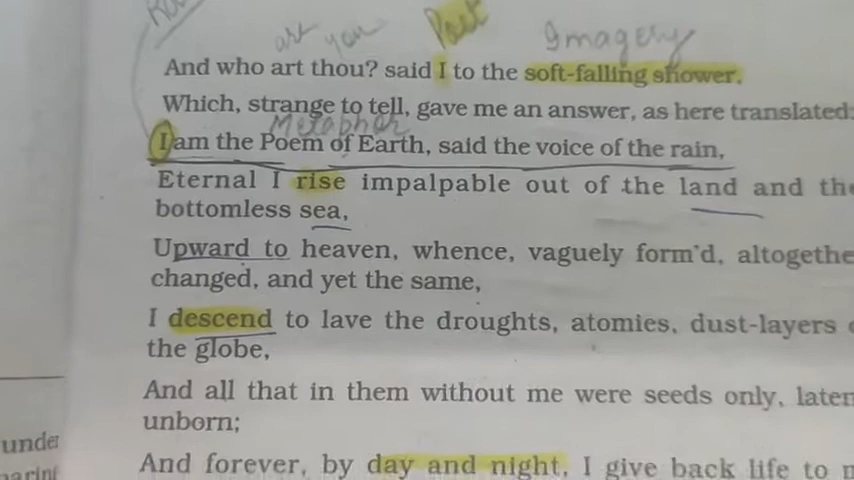 art you Poet Imagery
And who art thou? said I to the soft-falling shower,
Which, strange to tell, gave me an answer, as here translated:
Metaphor
I am the Poem of Earth, said the voice of the rain,
Eternal I rise impalpable out of the land and the
bottomless sea,
Upward to heaven, whence, vaguely form'd, altogethe
changed, and yet the same,
I descend to lave the droughts, atomies, dust-layers
the globe,
And all that in them without me were seeds only, laten
unborn;
under
And forever, by day and night, I give back life to